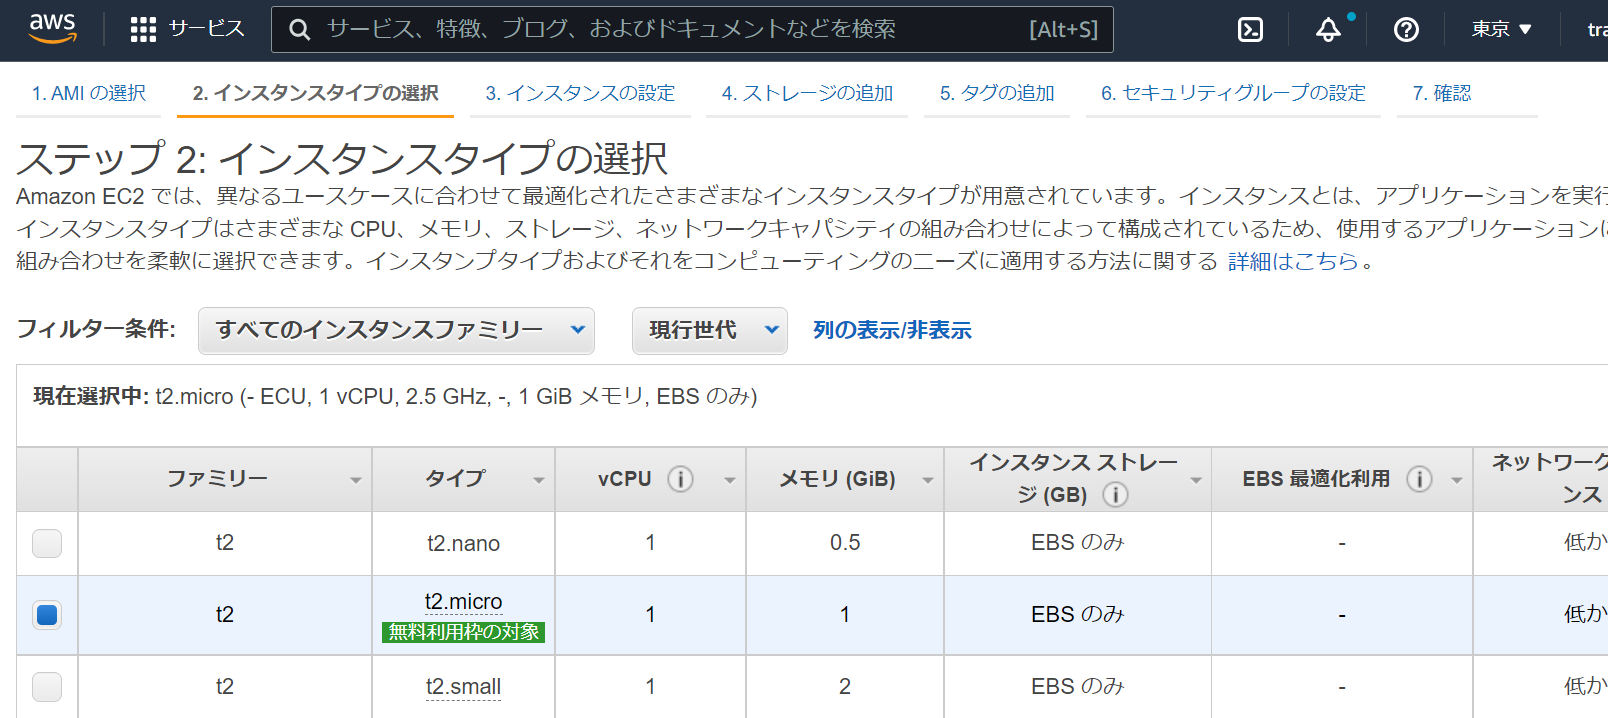 aws サービス サービス、特徴、ブログ、およびドキュメントなどを検索 [Alt+S] 東京 ▼
1. AMI の選択 2. インスタンスタイプの選択 3. インスタンスの設定 4. ストレージの追加 5. タグの追加 6. セキュリティグループの設定 7. 確認
ステップ 2: インスタンスタイプの選択
Amazon EC2 では、異なるユースケースに合わせて最適化されたさまざまなインスタンスタイプが用意されています。インスタンスとは、アプリケーションを実行
インスタンスタイプはさまざまな CPU、メモリ、ストレージ、ネットワークキャパシティの組み合わせによって構成されているため、使用するアプリケーションに
組み合わせを柔軟に選択できます。インスタンプタイプおよびそれをコンピューティングのニーズに適用する方法に関する 詳細はこちら。
フィルター条件: すべてのインスタンスファミリー 現行世代 列の表示/非表示
現在選択中: t2.micro (- ECU, 1 vCPU, 2.5 GHz, -, 1 GiB メモリ, EBS のみ)
ファミリー タイプ vCPU メモリ (GiB) インスタンス ストレー
ジ (GB) EBS 最適化利用 ネットワーク
ンス
t2 t2.nano 1 0.5 EBS のみ - 低か
t2 t2.micro 1 1 EBS のみ - 低か
無料利用枠の対象
t2 t2.small 1 2 EBS のみ - 低か